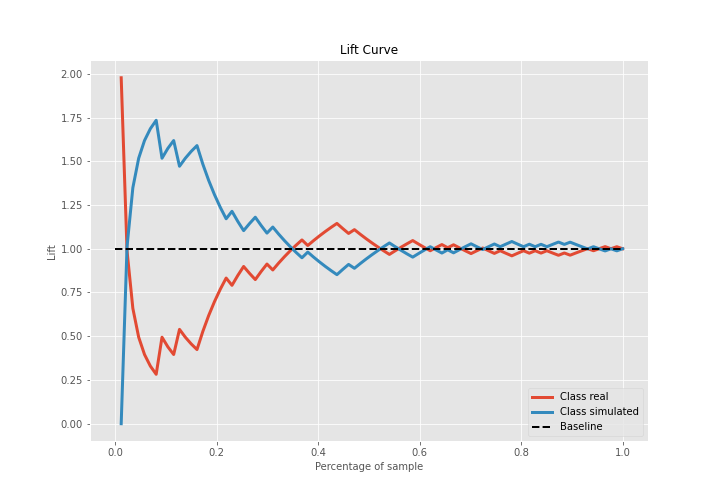 Lift Curve
2.00
1.75
1.50
1.25
1.00
0.75
0.50
0.25
0.00
Lift
0.0 0.2 0.4 0.6 0.8 1.0
Percentage of sample
Class real
Class simulated
Baseline